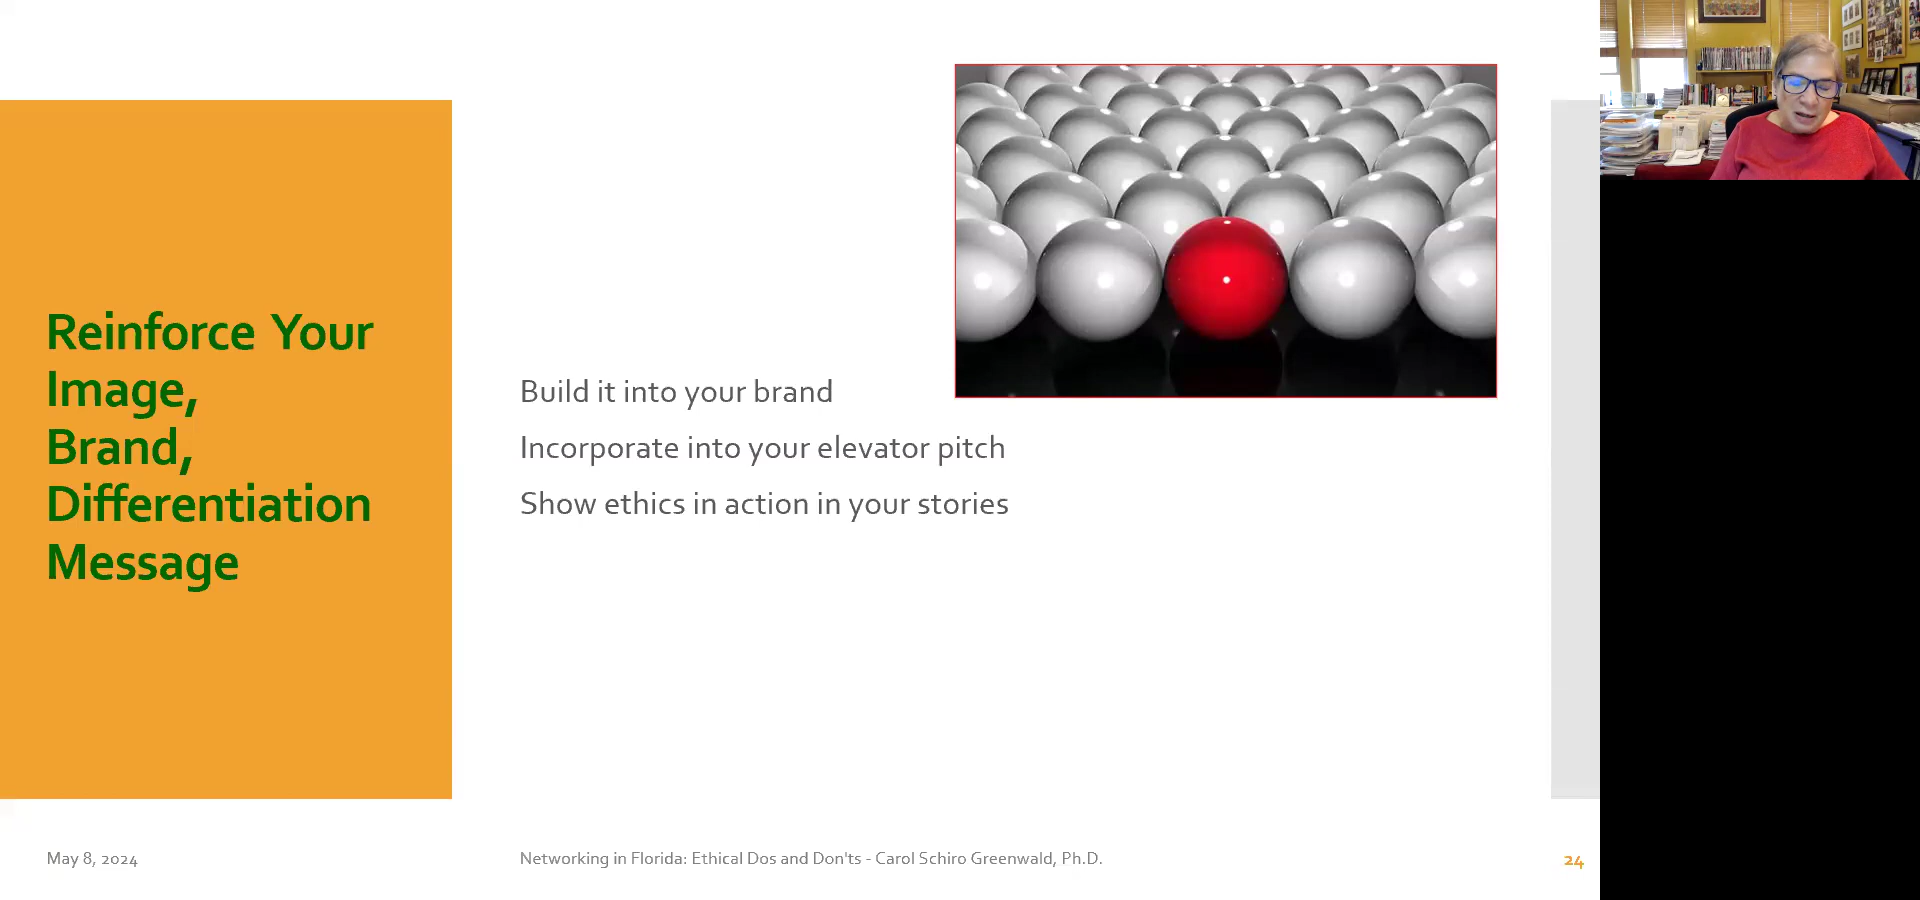 Reinforce Your
Image,
Brand,
Differentiation
Message
Build it into your brand
Incorporate into your elevator pitch
Show ethics in action in your stories
May 8, 2024
Networking in Florida: Ethical Dos and Don'ts - Carol Schiro Greenwald, Ph.D.
24